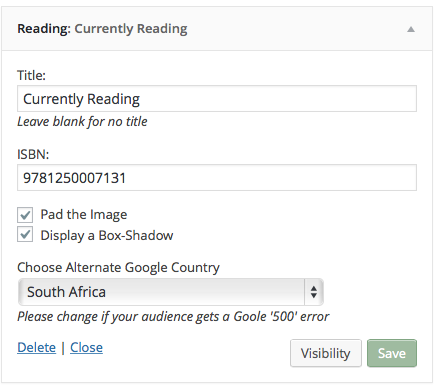 Reading: Currently Reading
Title:
Currently Reading
Leave blank for no title
ISBN:
9781250007131
Pad the Image
Display a Box-Shadow
Choose Alternate Google Country
South Africa
Please change if your audience gets a Goole '500' error
Delete | Close Visibility Save